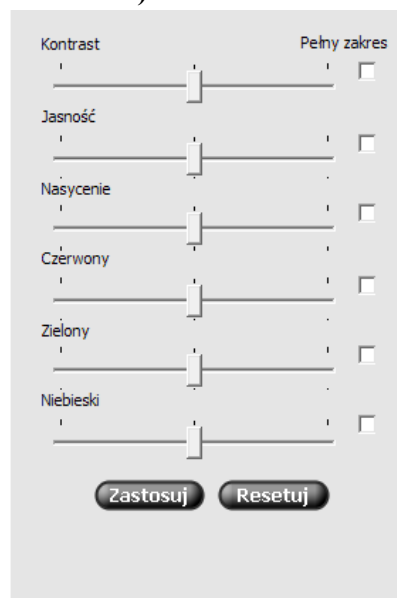 Kontrast Pełny zakres
Jasność
Nasycenie
Czerwony
Zielony
Niebieski
Zastosuj Resetuj